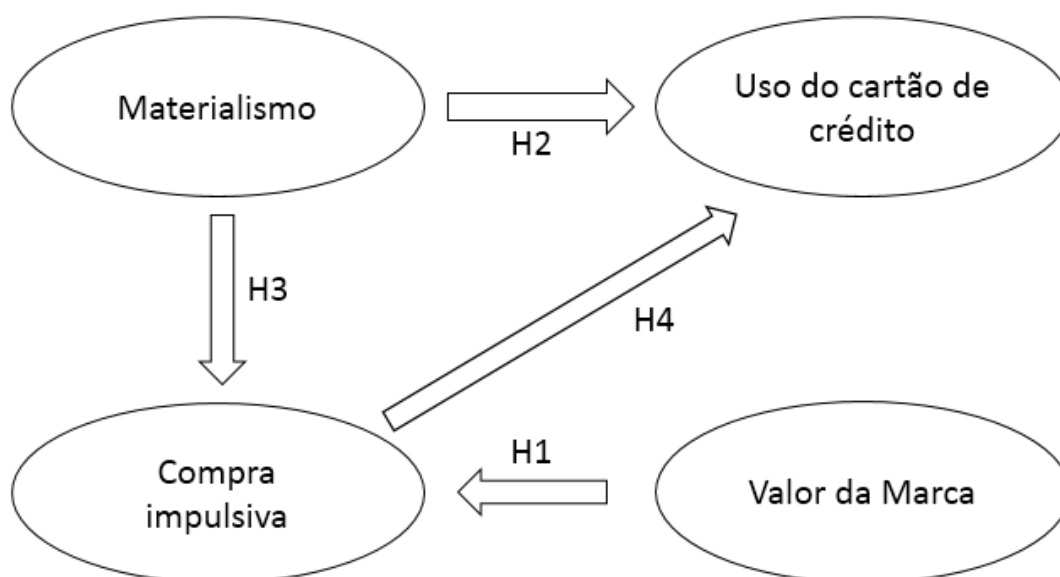 Materialismo
Uso do cartão de
crédito
H2
H3
H4
Compra
impulsiva
H1
Valor da Marca